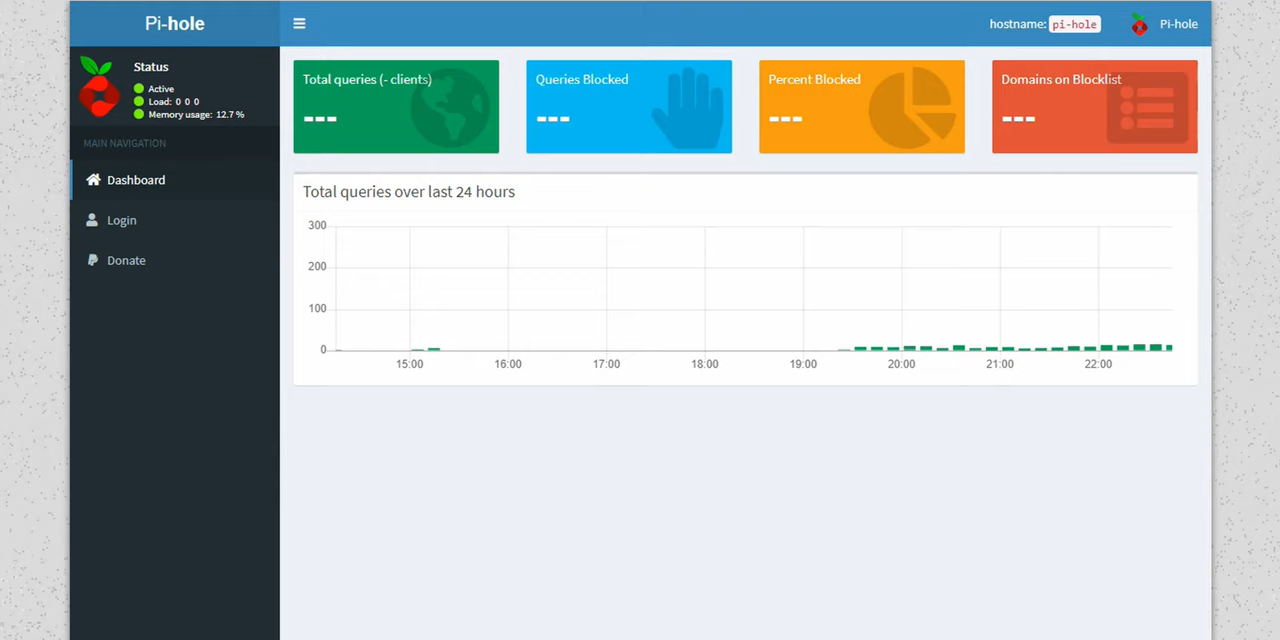 Pi-hole
hostname: pi-hole
Pi-hole
Status
Active
Load: 0 0 0
Memory usage: 12.7 %
MAIN NAVIGATION
Dashboard
Login
Donate
Total queries (- clients)
---
Queries Blocked
---
Percent Blocked
---
Domains on Blocklist
---
Total queries over last 24 hours
300
200
100
0
15:00 16:00 17:00 18:00 19:00 20:00 21:00 22:00